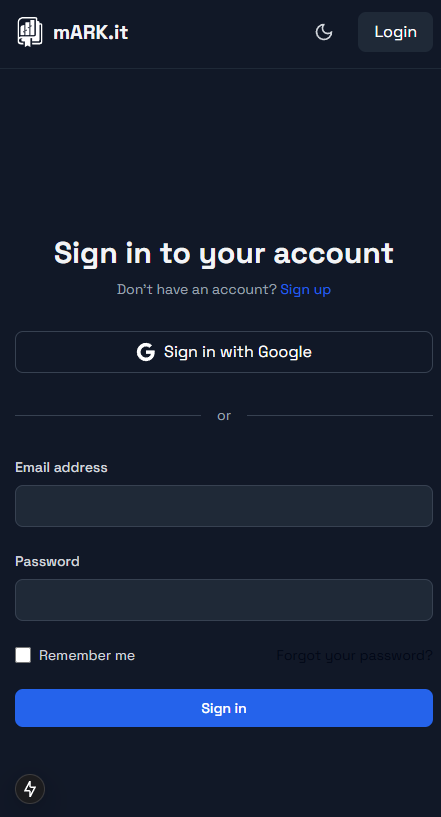 mARK.it
Login
Sign in to your account
Don't have an account? Sign up
Sign in with Google
or
Email address
Password
Remember me
Forgot your password?
Sign in